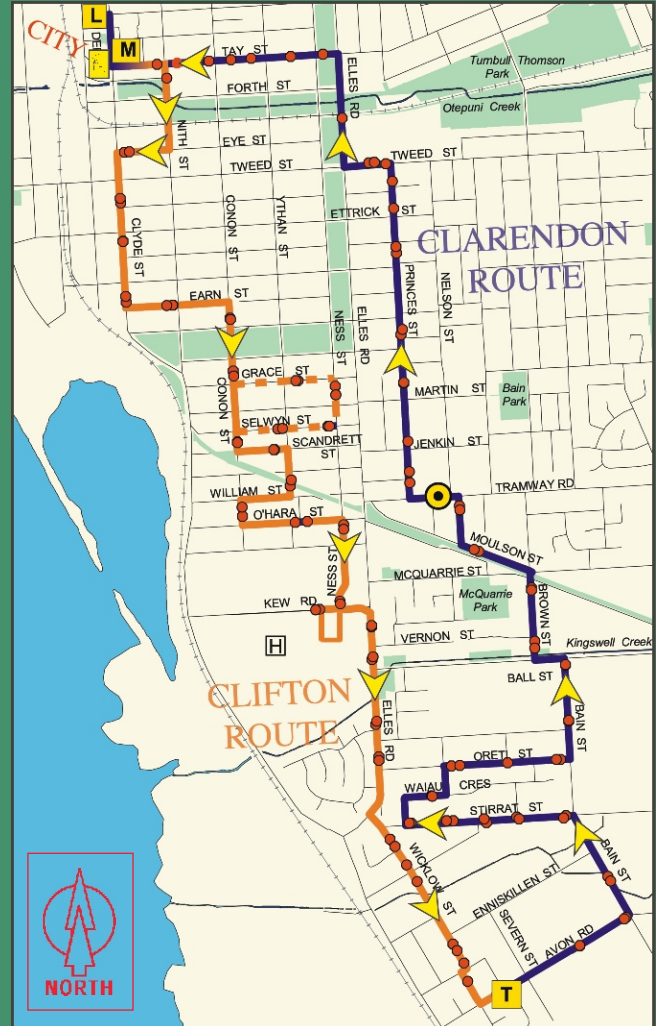 L
DE
CITY
M
TAY ST
ELLES RD
Turnbull Thomson
Park
FORTH ST
Otepuni Creek
NITH ST
EYE ST
TWEED ST
TWEED ST
CONON ST
YTHAN ST
ETTRICK ST
CLYDE ST
CLARENDON
ROUTE
PRINCES ST
NELSON ST
EARN ST
NESS ST
ELLES RD
GRACE ST
CONON ST
MARTIN ST
Bain
Park
SELWYN ST
SCANDRETT
ST
JENKIN ST
WILLIAM ST
TRAMWAY RD
O'HARA ST
MOULSON ST
NESS ST
MCQUARRIE ST
McQuarrie
Park
BROWN ST
KEW RD
VERNON ST
Kingswell Creek
H
BALL ST
CLIFTON
ROUTE
ELLES RD
BAIN ST
ORETI ST
WAIAU CRES
STIRRAT ST
WICKLOW ST
BAIN ST
ENNISKILLEN ST
SEVERN ST
AVON RD
T
NORTH